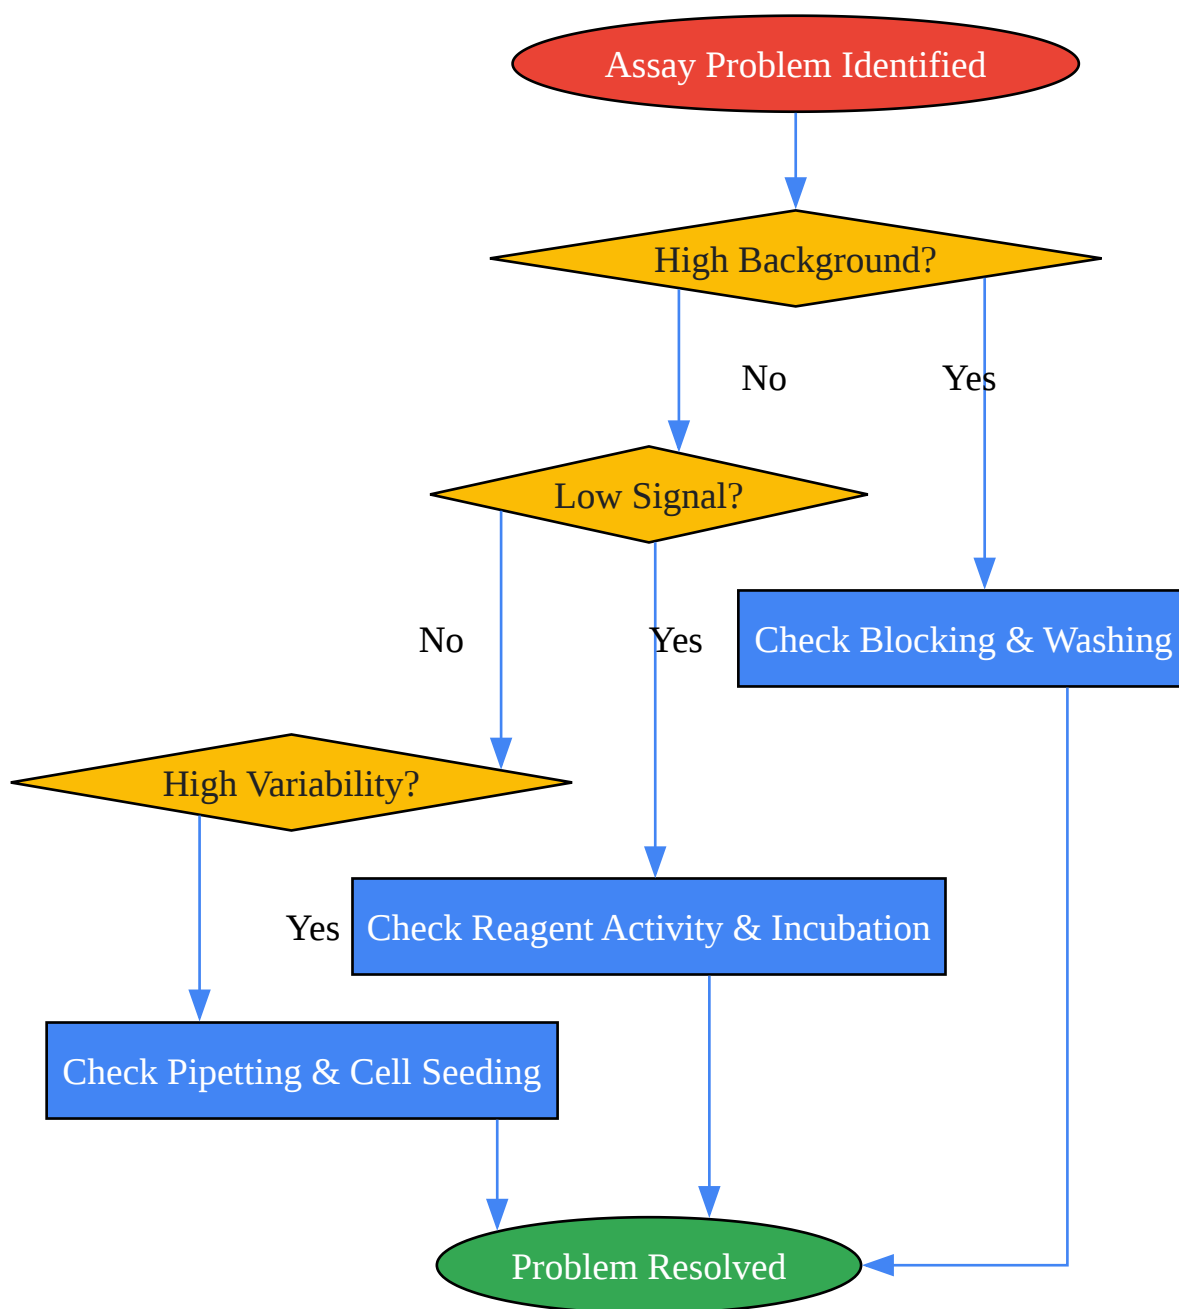 Assay Problem Identified
High Background?
No
Yes
Low Signal?
No
Yes
Check Blocking & Washing
High Variability?
Yes
Check Reagent Activity & Incubation
Check Pipetting & Cell Seeding
Problem Resolved